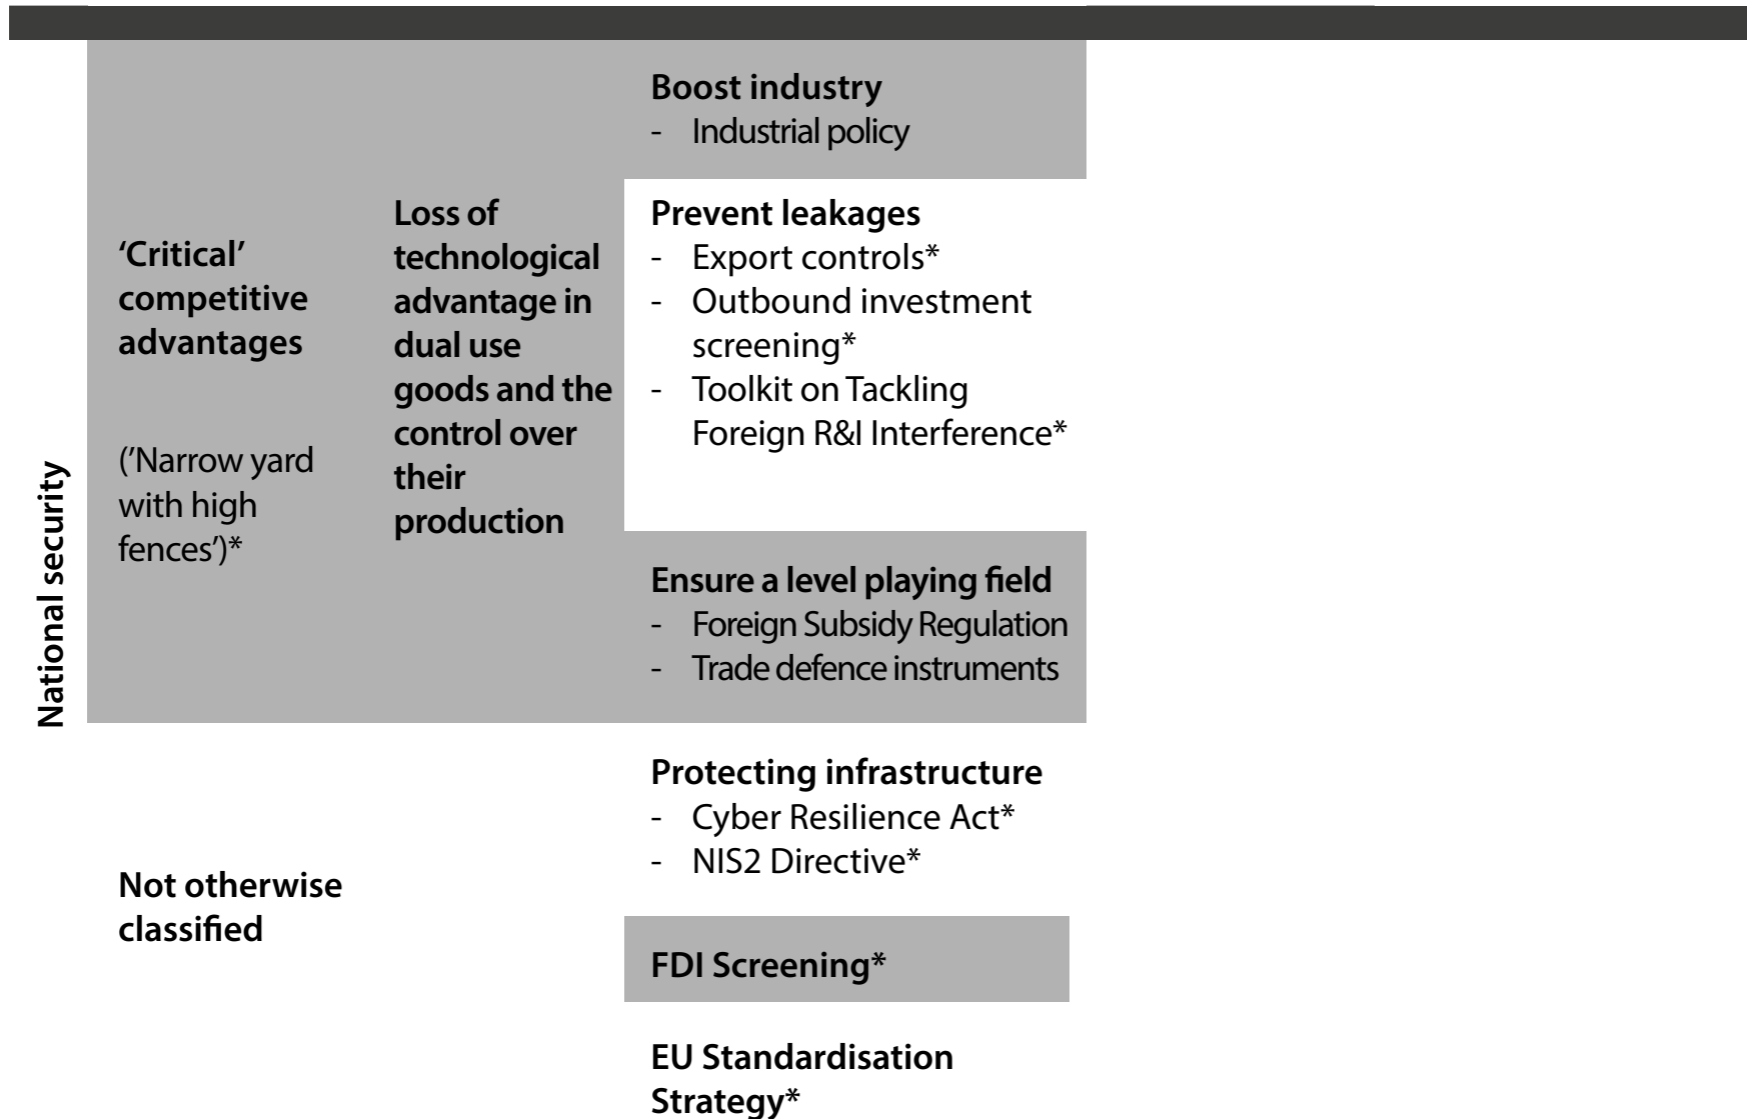 National security
‘Critical’
competitive
advantages
(’Narrow yard
with high
fences’)*
Loss of
technological
advantage in
dual use
goods and the
control over
their
production
Boost industry
- Industrial policy
Prevent leakages
- Export controls*
- Outbound investment
screening*
- Toolkit on Tackling
Foreign R&I Interference*
Ensure a level playing field
- Foreign Subsidy Regulation
- Trade defence instruments
Not otherwise
classified
Protecting infrastructure
- Cyber Resilience Act*
- NIS2 Directive*
FDI Screening*
EU Standardisation
Strategy*